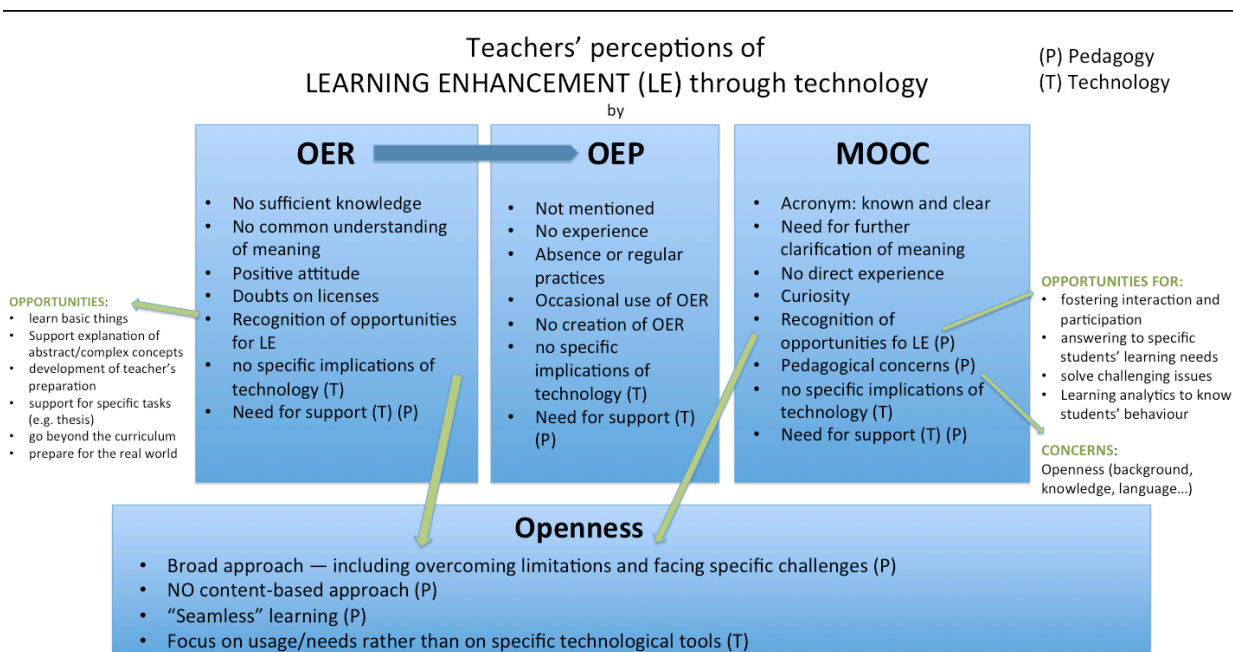 Teachers' perceptions of
LEARNING ENHANCEMENT (LE) through technology
by
(P) Pedagogy
(T) Technology
OER
• No sufficient knowledge
• No common understanding
of meaning
• Positive attitude
• Doubts on licenses
• Recognition of opportunities
for LE
• no specific implications of
technology (T)
• Need for support (T) (P)
OPPORTUNITIES:
• learn basic things
• Support explanation of
abstract/complex concepts
• development of teacher's
preparation
• support for specific tasks
(e.g. thesis)
• go beyond the curriculum
• prepare for the real world
OEP
• Not mentioned
• No experience
• Absence or regular
practices
• Occasional use of OER
• No creation of OER
• no specific
implications of
technology (T)
• Need for support (T)
(P)
MOOC
• Acronym: known and clear
• Need for further
clarification of meaning
• No direct experience
• Curiosity
• Recognition of
opportunities fo LE (P)
• Pedagogical concerns (P)
• no specific implications of
technology (T)
• Need for support (T) (P)
OPPORTUNITIES FOR:
• fostering interaction and
participation
• answering to specific
students' learning needs
• solve challenging issues
• Learning analytics to know
students' behaviour
CONCERNS:
Openness (background,
knowledge, language…)
Openness
• Broad approach — including overcoming limitations and facing specific challenges (P)
• NO content-based approach (P)
• "Seamless" learning (P)
• Focus on usage/needs rather than on specific technological tools (T)